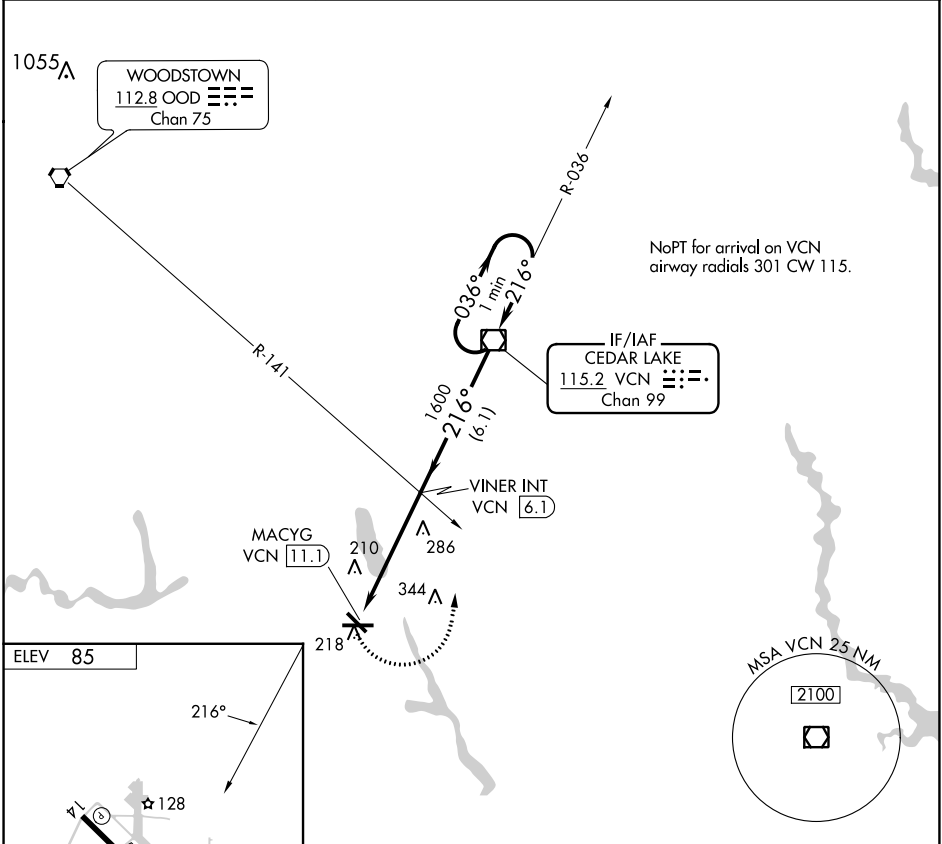 1055
WOODSTOWN
112.8 OOD
Chan 75
R-036
NoPT for arrival on VCN
airway radials 301 CW 115.
036°
1 min
216°
IF/IAF
CEDAR LAKE
115.2 VCN
Chan 99
R-141
1600
216°
(6.1)
VINER INT
VCN 6.1
MACYG
VCN 11.1
210
286
344
218
ELEV 85
216°
MSA VCN 25 NM
2100
128
14
P